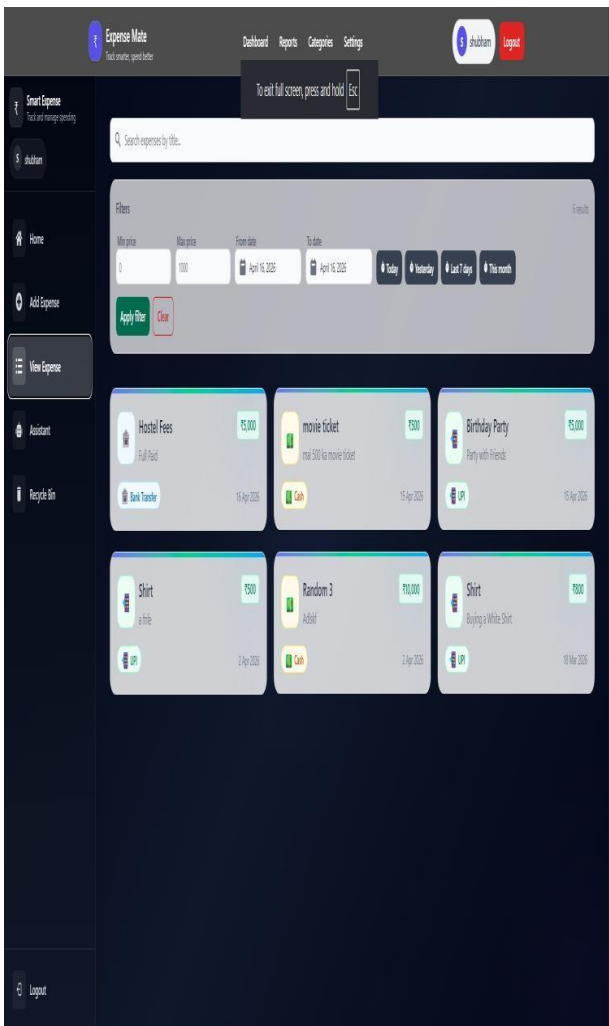 ₹ Expense Mate
Track smarter, spend better
Dashboard Reports Categories Settings
S shubham Logout
To exit full screen, press and hold Esc
₹ Smart Expense
Track and manage spending
S shubham
Home
Add Expense
View Expense
Assistant
Recycle Bin
Logout
Search expenses by title...
Filters 6 results
Min price Max price From date To date
0 1000 April 16, 2026 April 16, 2026 Today Yesterday Last 7 days This month
Apply filter Clear
Hostel Fees ₹5,000
Full Paid
Bank Transfer 16 Apr 2026
movie ticket ₹500
mai 500 ka movie ticket
Cash 15 Apr 2026
Birthday Party ₹5,000
Party with Friends
UPI 15 Apr 2026
Shirt ₹500
UPI 2 Apr 2026
Random 3 ₹10,000
Cash 2 Apr 2026
Shirt ₹800
Buying a White Shirt
UPI 18 Mar 2026